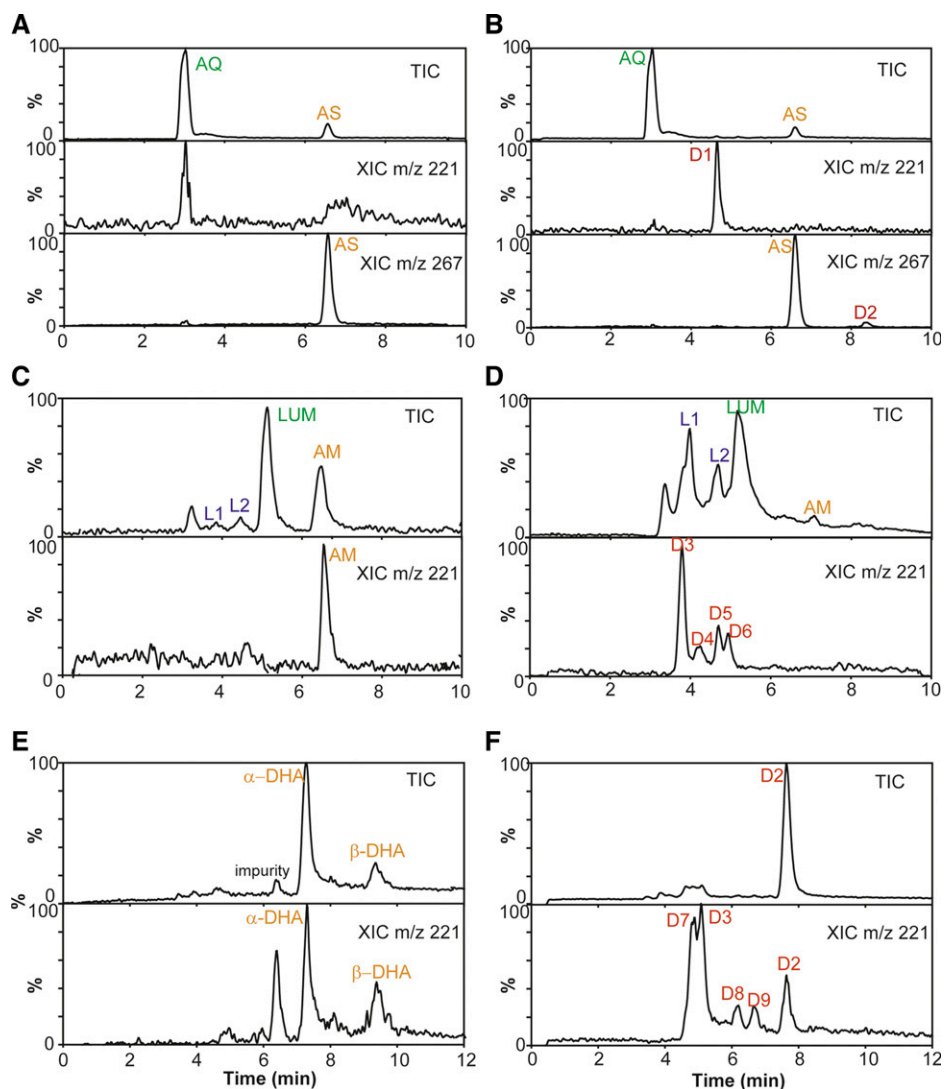 A
100
AQ
TIC
%
AS
0
100
XIC m/z 221
%
0
100
AS
XIC m/z 267
%
0
0 2 4 6 8 10
B
100
AQ
TIC
%
AS
0
100
D1
XIC m/z 221
%
0
1 00
AS
XIC m/z 267
%
D2
0
0 2 4 6 8 10
C
100
LUM
TIC
%
AM
L1 L2
0
100
AM
XIC m/z 221
%
0
0 2 4 6 8 10
D
100
LUM
TIC
L1
%
L2
AM
0
100
D3
XIC m/z 221
%
D5
D4 D6
0
0 2 4 6 8 10
E
100
α–DHA
TIC
%
β-DHA
impurity
%
0
100
α-DHA
XIC m/z 221
%
β–DHA
0
0 2 4 6 8 10 12
Time (min)
F
100
D2
TIC
%
0
100
D7 D3
XIC m/z 221
%
D2
D8 D9
0
0 2 4 6 8 10 12
Time (min)